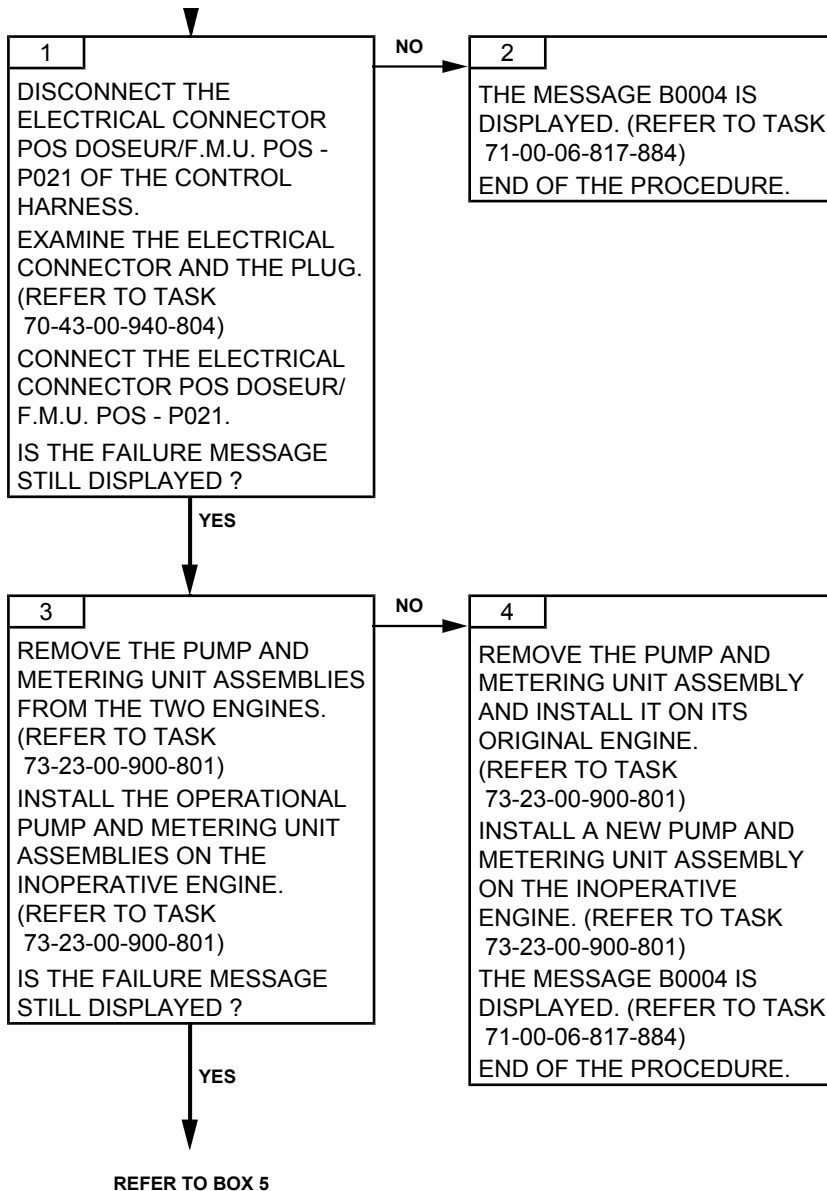 1
DISCONNECT THE
ELECTRICAL CONNECTOR
POS DOSEUR/F.M.U. POS -
P021 OF THE CONTROL
HARNESS.
EXAMINE THE ELECTRICAL
CONNECTOR AND THE PLUG.
(REFER TO TASK
70-43-00-940-804)
CONNECT THE ELECTRICAL
CONNECTOR POS DOSEUR/
F.M.U. POS - P021.
IS THE FAILURE MESSAGE
STILL DISPLAYED ?
NO
2
THE MESSAGE B0004 IS
DISPLAYED. (REFER TO TASK
71-00-06-817-884)
END OF THE PROCEDURE.
YES
3
REMOVE THE PUMP AND
METERING UNIT ASSEMBLIES
FROM THE TWO ENGINES.
(REFER TO TASK
73-23-00-900-801)
INSTALL THE OPERATIONAL
PUMP AND METERING UNIT
ASSEMBLIES ON THE
INOPERATIVE ENGINE.
(REFER TO TASK
73-23-00-900-801)
IS THE FAILURE MESSAGE
STILL DISPLAYED ?
NO
4
REMOVE THE PUMP AND
METERING UNIT ASSEMBLY
AND INSTALL IT ON ITS
ORIGINAL ENGINE.
(REFER TO TASK
73-23-00-900-801)
INSTALL A NEW PUMP AND
METERING UNIT ASSEMBLY
ON THE INOPERATIVE
ENGINE. (REFER TO TASK
73-23-00-900-801)
THE MESSAGE B0004 IS
DISPLAYED. (REFER TO TASK
71-00-06-817-884)
END OF THE PROCEDURE.
YES
REFER TO BOX 5